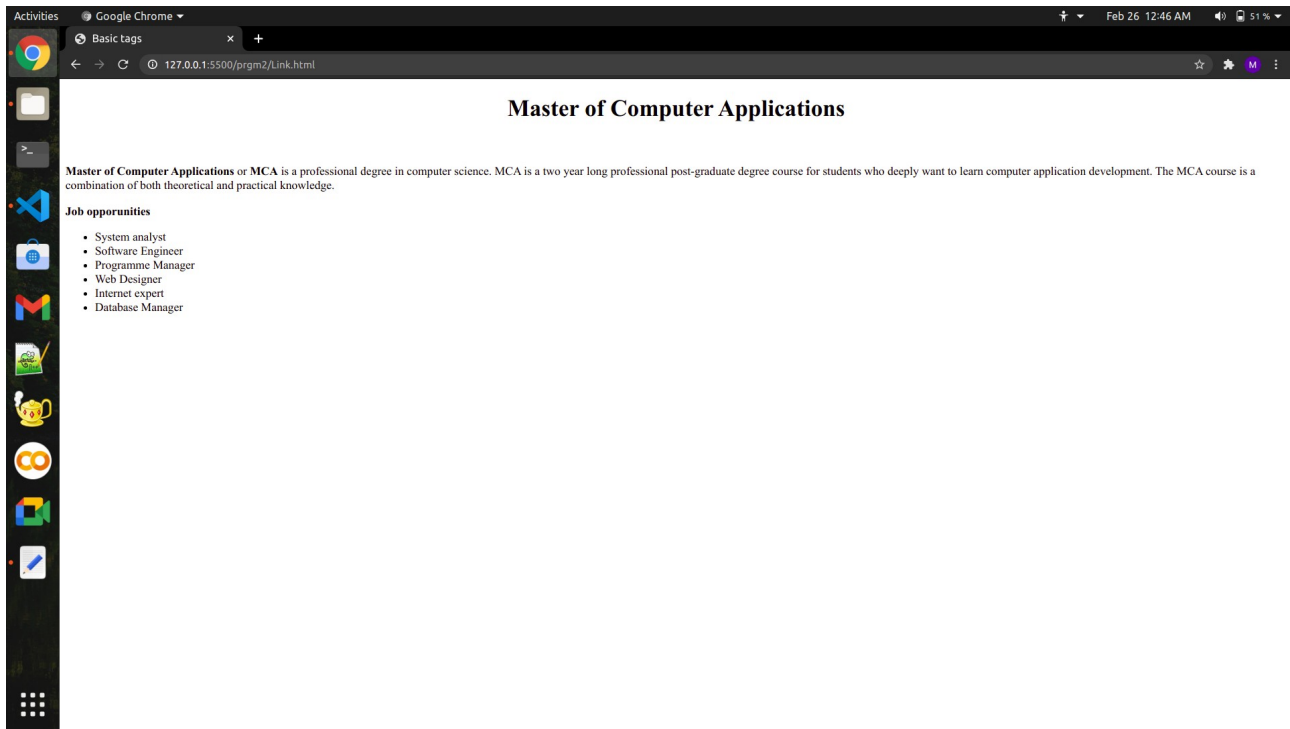 Activities Google Chrome Feb 26 12:46 AM 51 %
Basic tags
127.0.0.1:5500/prgm2/Link.html M
Master of Computer Applications
Master of Computer Applications or MCA is a professional degree in computer science. MCA is a two year long professional post-graduate degree course for students who deeply want to learn computer application development. The MCA course is a
combination of both theoretical and practical knowledge.
Job opporunities
• System analyst
• Software Engineer
• Programme Manager
• Web Designer
• Internet expert
• Database Manager